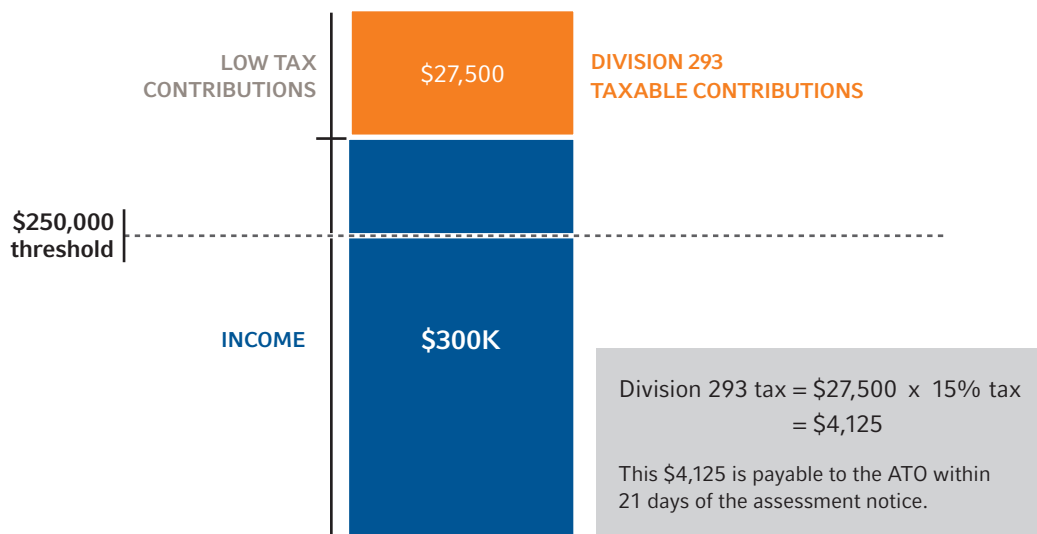 LOW TAX
CONTRIBUTIONS
$27,500
DIVISION 293
TAXABLE CONTRIBUTIONS
$250,000
threshold
INCOME
$300K
Division 293 tax = $27,500 x 15% tax
= $4,125
This $4,125 is payable to the ATO within
21 days of the assessment notice.